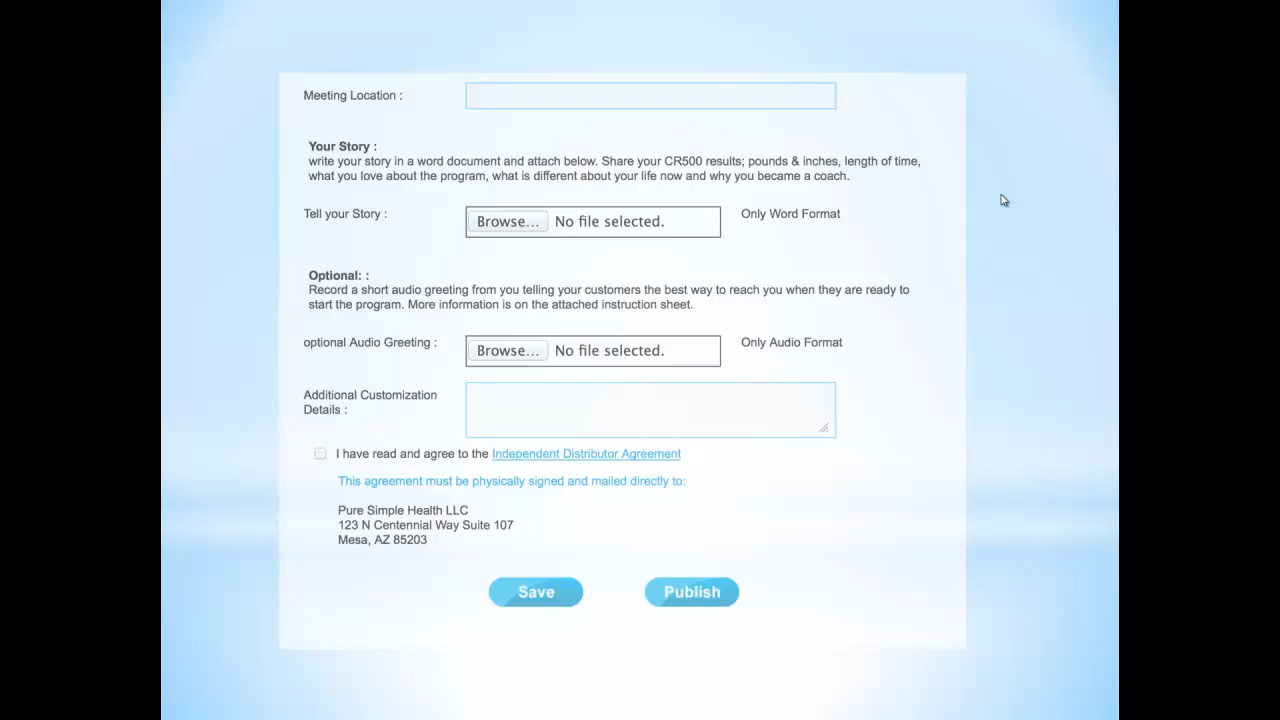 Meeting Location :
Your Story :
write your story in a word document and attach below. Share your CR500 results; pounds & inches, length of time,
what you love about the program, what is different about your life now and why you became a coach.
Tell your Story :
Browse... No file selected.
Only Word Format
Optional: :
Record a short audio greeting from you telling your customers the best way to reach you when they are ready to
start the program. More information is on the attached instruction sheet.
optional Audio Greeting :
Browse... No file selected.
Only Audio Format
Additional Customization
Details :
I have read and agree to the Independent Distributor Agreement
This agreement must be physically signed and mailed directly to:
Pure Simple Health LLC
123 N Centennial Way Suite 107
Mesa, AZ 85203
Save
Publish